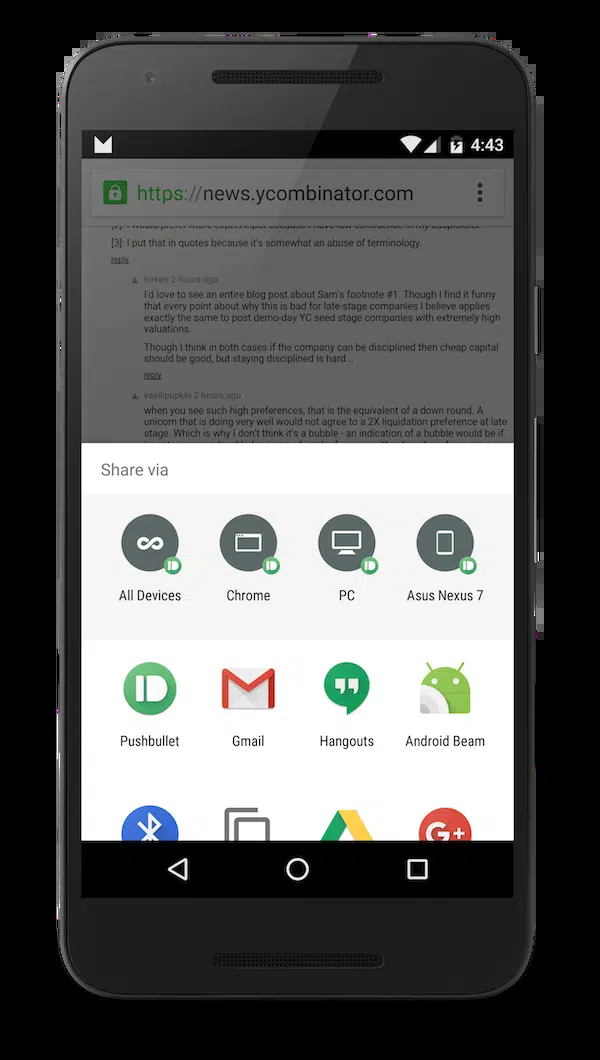 4:43
https://news.ycombinator.com
[2]: I would prefer more expert input because I have low confidence in my suspicions.
[3]: I put that in quotes because it's somewhat an abuse of terminology.
reply
birken 2 hours ago
I'd love to see an entire blog post about Sam's footnote #1. Though I find it funny
that every point about why this is bad for late-stage companies I believe applies
exactly the same to post demo-day YC seed stage companies with extremely high
valuations.
Though I think in both cases if the company can be disciplined then cheap capital
should be good, but staying disciplined is hard...
reply
vasilipupkin 2 hours ago
when you see such high preferences, that is the equivalent of a down round. A
unicorn that is doing very well would not agree to a 2X liquidation preference at late
stage. Which is why I don't think it's a bubble - an indication of a bubble would be if
Share via
All Devices
Chrome
PC
Asus Nexus 7
Pushbullet
Gmail
Hangouts
Android Beam
G+